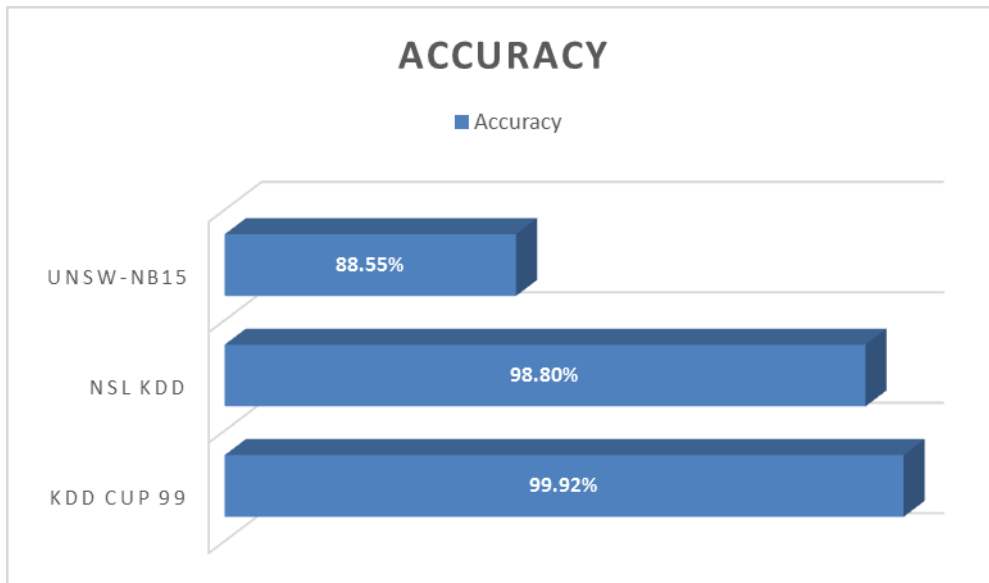 ACCURACY
Accuracy
UNSW-NB15
88.55%
NSL KDD
98.80%
KDD CUP 99
99.92%